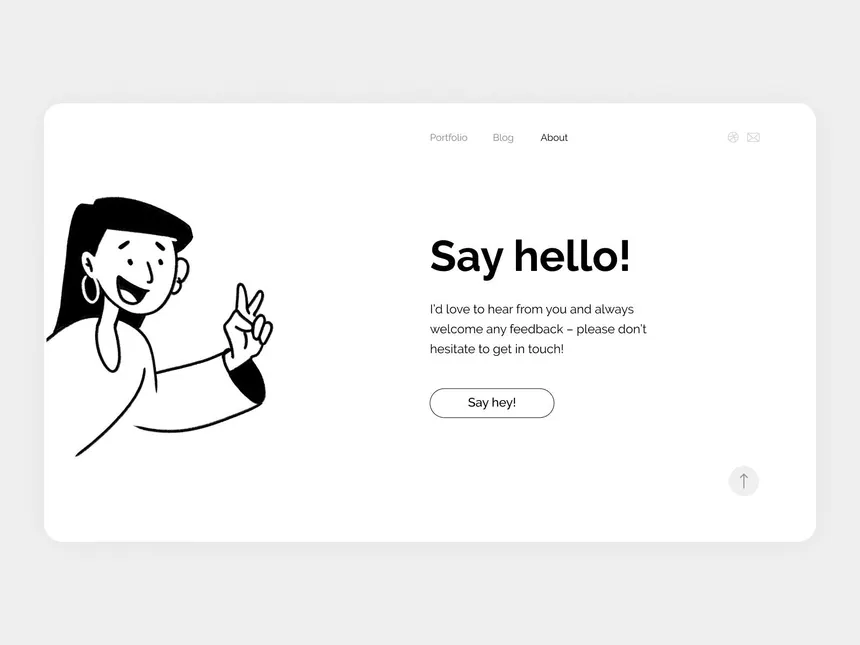 Portfolio Blog About
Say hello!
I’d love to hear from you and always
welcome any feedback – please don’t
hesitate to get in touch!
Say hey!